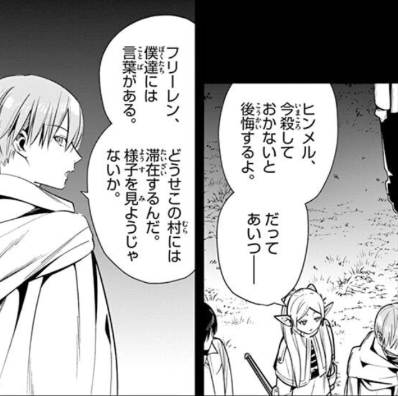 ヒンメル、
今殺して
おかないと
後悔するよ。
だって
あいつ──
フリーレン、
僕達には
言葉がある。
どうせこの村には
滞在するんだ。
様子を見ようじゃ
ないか。